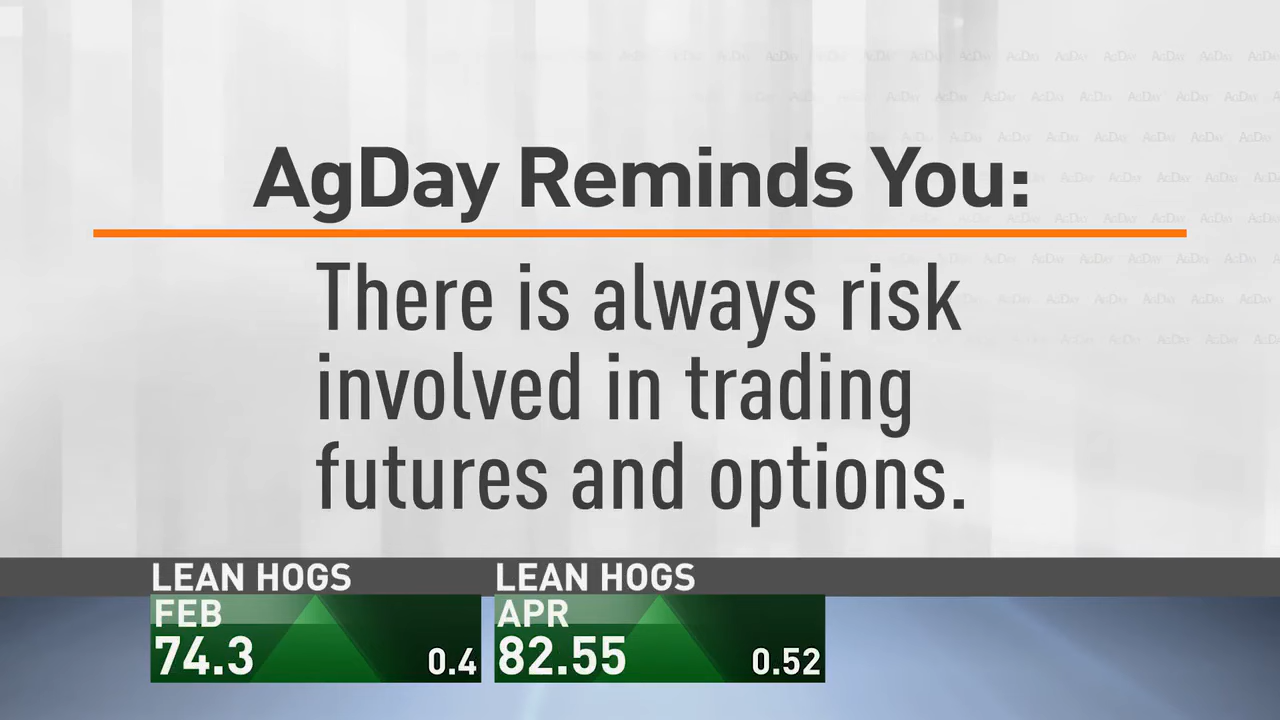 AgDay Reminds You:
There is always risk
involved in trading
futures and options.
LEAN HOGS
FEB
74.3 0.4
LEAN HOGS
APR
82.55 0.52